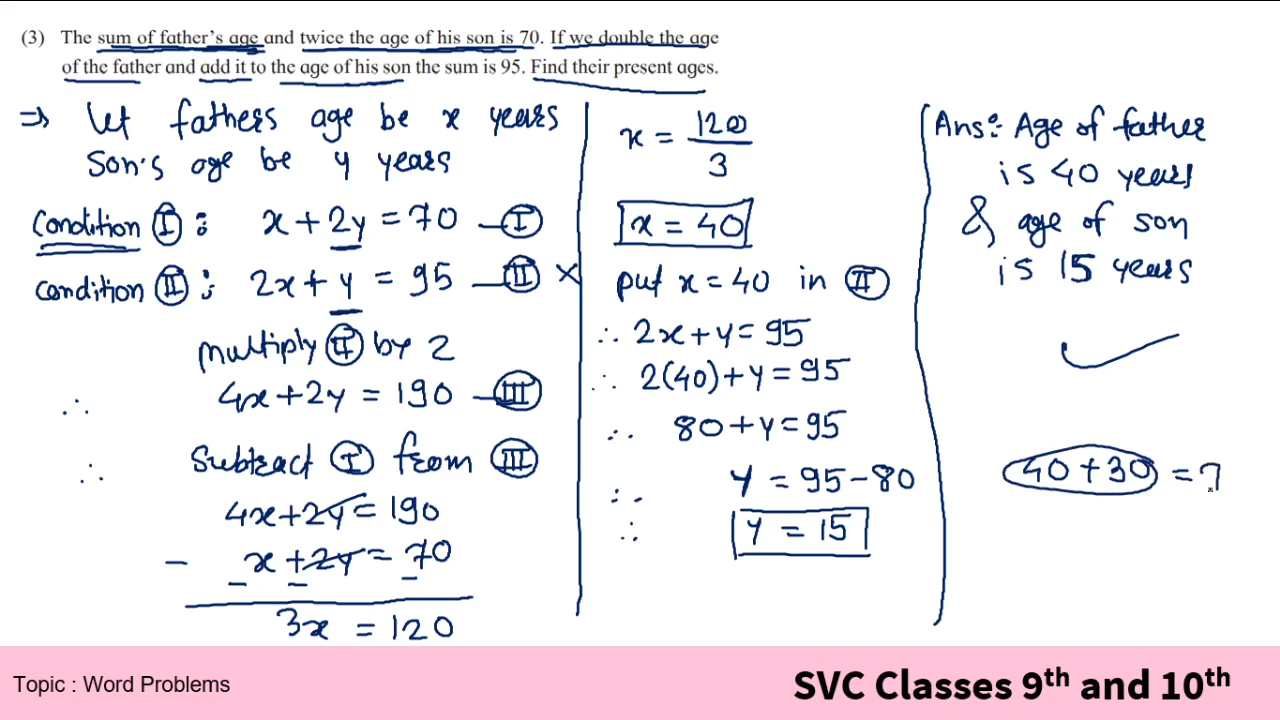 (3) The sum of father's age and twice the age of his son is 70. If we double the age
of the father and add it to the age of his son the sum is 95. Find their present ages.
⇒ Let fathers age be x years
Son's age be y years
Condition I : x + 2y = 70 — I
condition II : 2x + y = 95 — II ×
multiply II by 2
∴ 4x + 2y = 190 — III
∴ Subtract I from III
4x + 2y = 190
- x + 2y = 70
- - -
3x = 120
x = 120
3
x = 40
put x = 40 in II
∴ 2x + y = 95
∴ 2(40) + y = 95
∴ 80 + y = 95
∴ y = 95 - 80
∴ y = 15
Ans: Age of father
is 40 years
& age of son
is 15 years
40 + 30 = 7
Topic : Word Problems
SVC Classes 9th and 10th